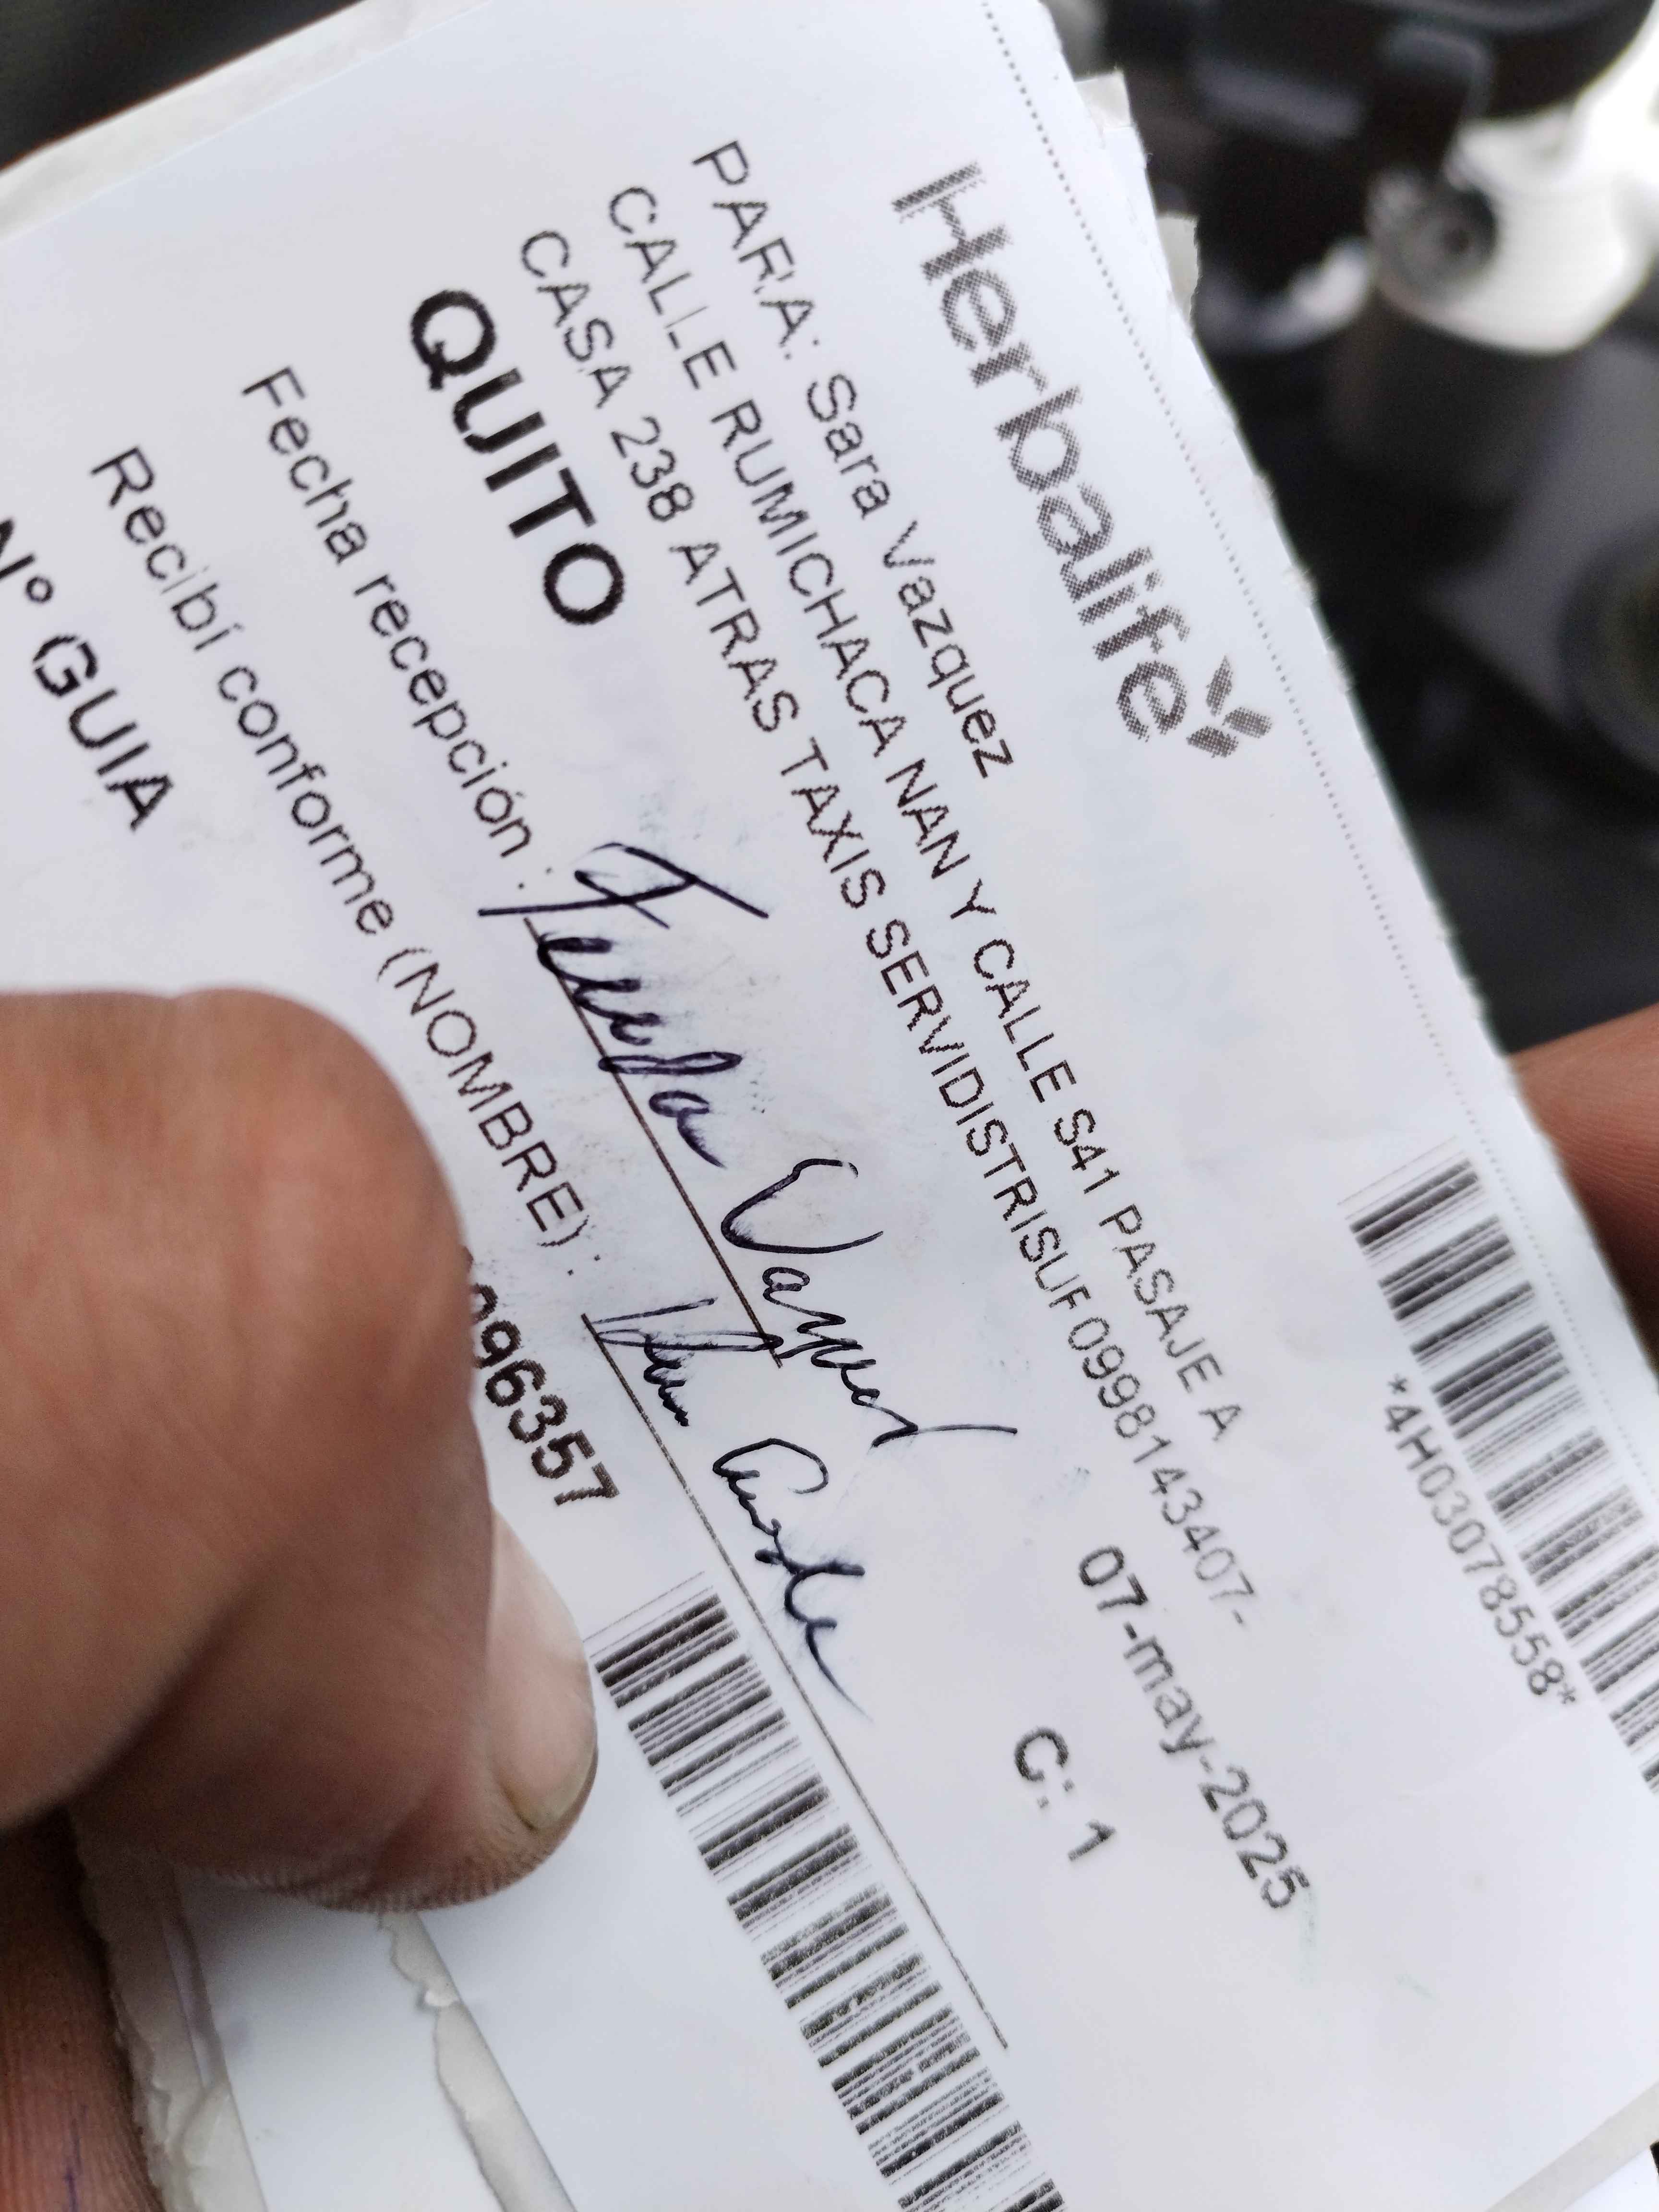 Herbalife
*4H03078558*
PARA: Sara Vazquez
CALLE RUMICHACA NAN Y CALLE S41 PASAJE A
CASA 238 ATRAS TAXIS SERVIDISTRISUR 0998143407-
QUITO
07-may-2025
C: 1
Fecha recepción :
Recibí conforme (NOMBRE) :
N° GUIA
96357